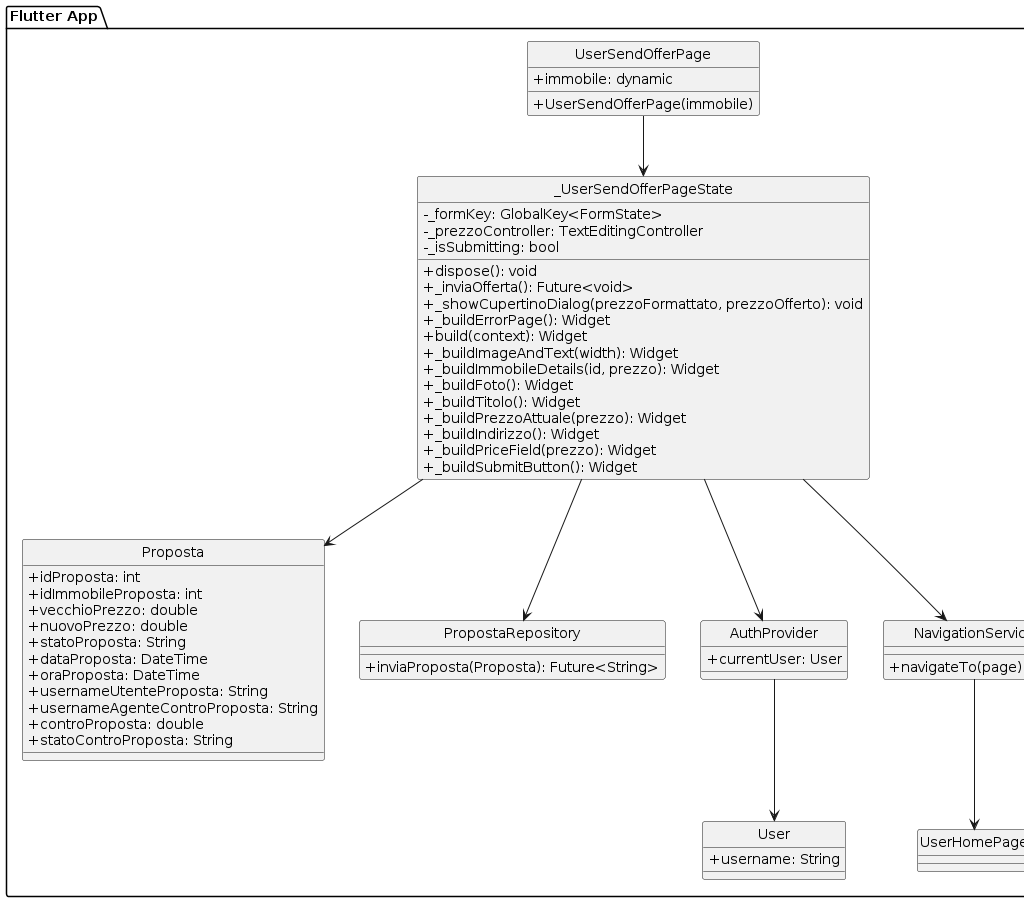 Flutter App
UserSendOfferPage
+immobile: dynamic
+UserSendOfferPage(immobile)
_UserSendOfferPageState
-_formKey: GlobalKey<FormState>
-_prezzoController: TextEditingController
-_isSubmitting: bool
+dispose(): void
+_inviaOfferta(): Future<void>
+_showCupertinoDialog(prezzoFormattato, prezzoOfferto): void
+_buildErrorPage(): Widget
+build(context): Widget
+_buildImageAndText(width): Widget
+_buildImmobileDetails(id, prezzo): Widget
+_buildFoto(): Widget
+_buildTitolo(): Widget
+_buildPrezzoAttuale(prezzo): Widget
+_buildIndirizzo(): Widget
+_buildPriceField(prezzo): Widget
+_buildSubmitButton(): Widget
Proposta
+idProposta: int
+idImmobileProposta: int
+vecchioPrezzo: double
+nuovoPrezzo: double
+statoProposta: String
+dataProposta: DateTime
+oraProposta: DateTime
+usernameUtenteProposta: String
+usernameAgenteControProposta: String
+controProposta: double
+statoControProposta: String
PropostaRepository
+inviaProposta(Proposta): Future<String>
AuthProvider
+currentUser: User
NavigationServic
+navigateTo(page)
User
+username: String
UserHomePage